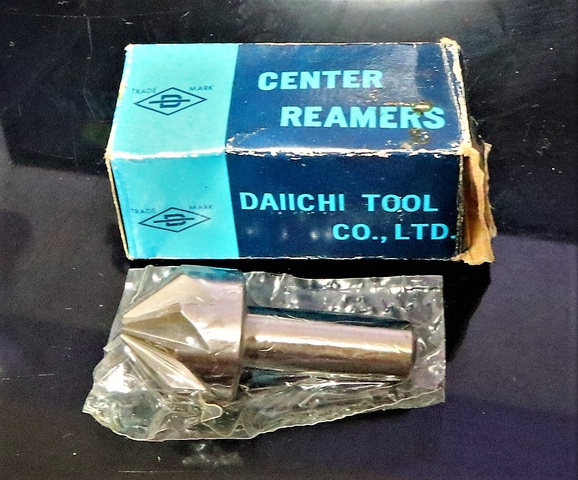 TRADE MARK
CENTER
REAMERS
TRADE MARK
DAIICHI TOOL
CO., LTD.